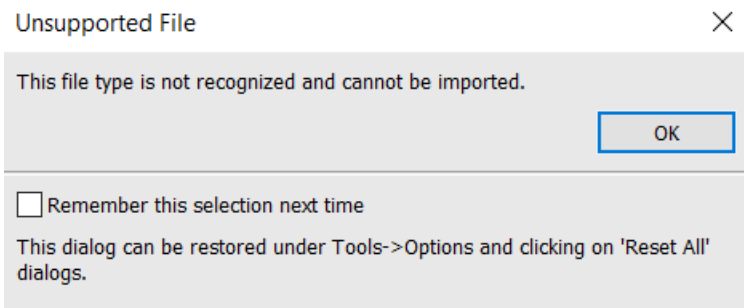 Unsupported File
This file type is not recognized and cannot be imported.
OK
Remember this selection next time
This dialog can be restored under Tools->Options and clicking on 'Reset All'
dialogs.